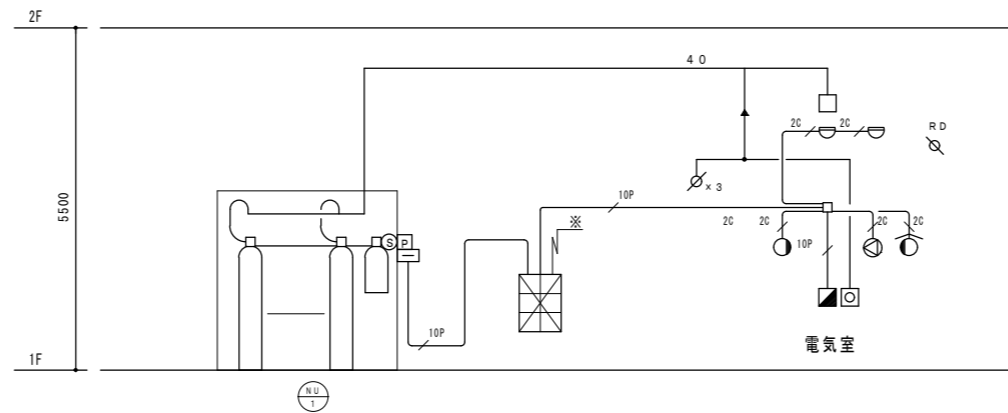 2F
40
2C 2C
RD
×3
5500
10P
※
2C 2C 2C 2C
S P
10P
10P
電気室
1F
NU
1